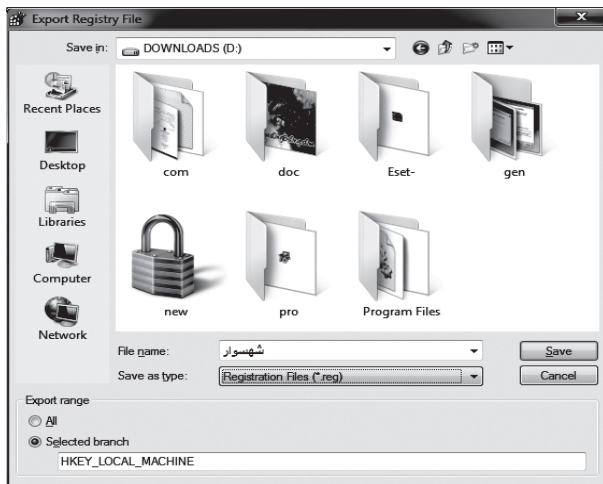 Export Registry File
Save in: DOWNLOADS (D:)
Recent Places
Desktop
Libraries
Computer
Network
com
doc
Eset-
gen
new
pro
Program Files
File name: شهسوار
Save
Save as type: Registration Files (*.reg)
Cancel
Export range
All
Selected branch
HKEY_LOCAL_MACHINE